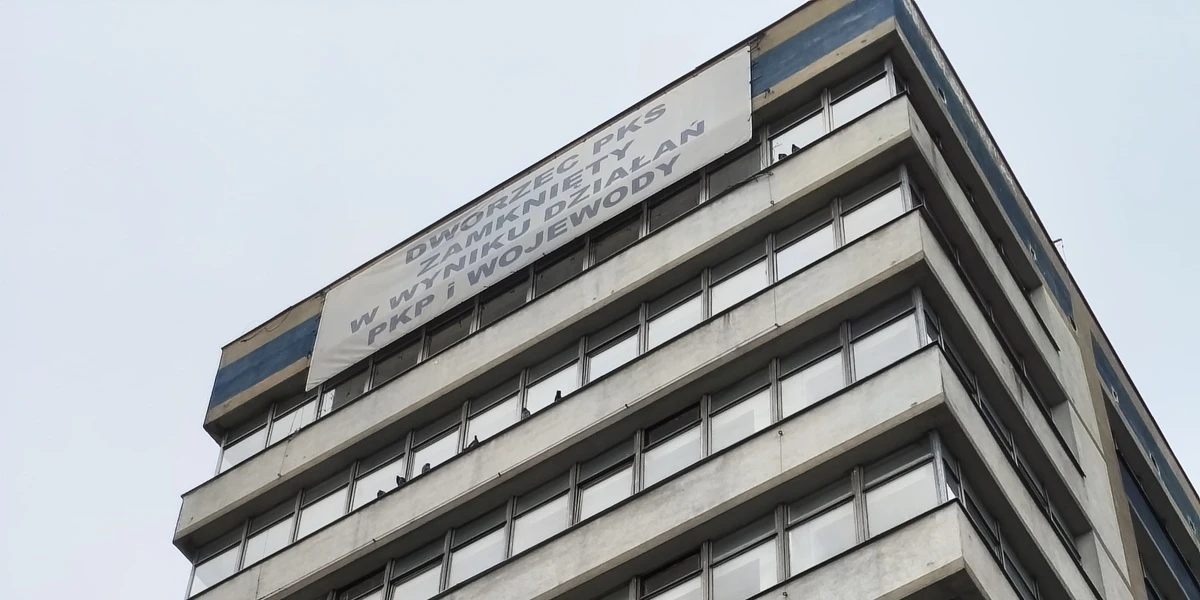 DWORZEC PKS
ZAMKNIĘTY
W WYNIKU DZIAŁAŃ
PKP i WOJEWODY